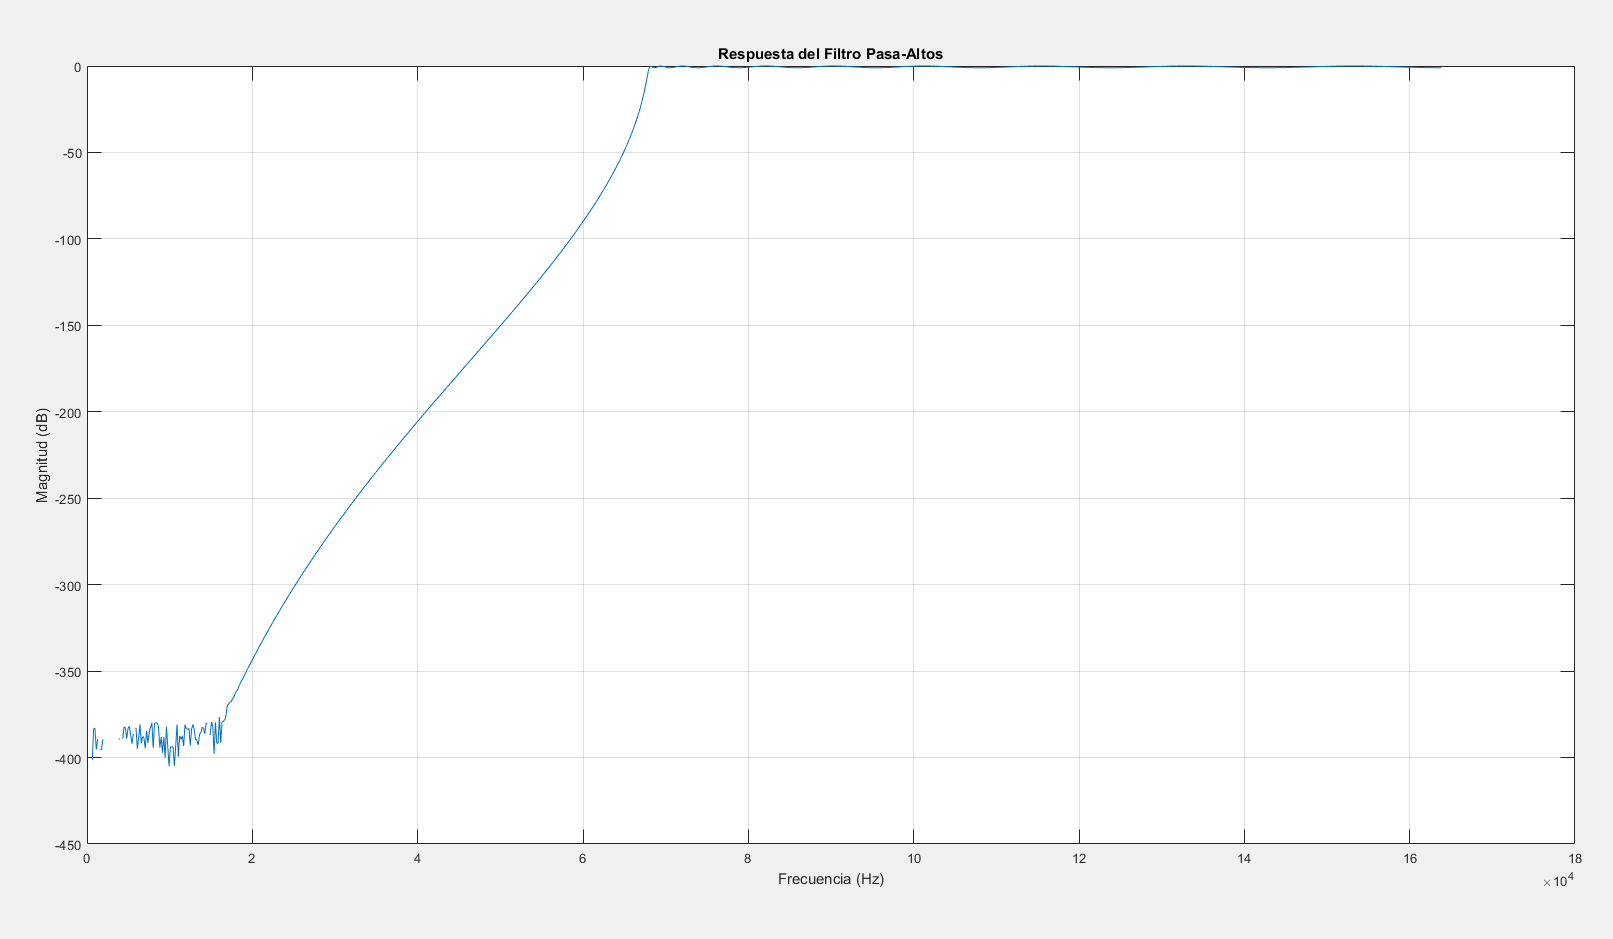 Respuesta del Filtro Pasa-Altos
0
-50
-100
-150
-200
-250
-300
-350
-400
-450
Magnitud (dB)
0 2 4 6 8 10 12 14 16 18
Frecuencia (Hz)
×10^4